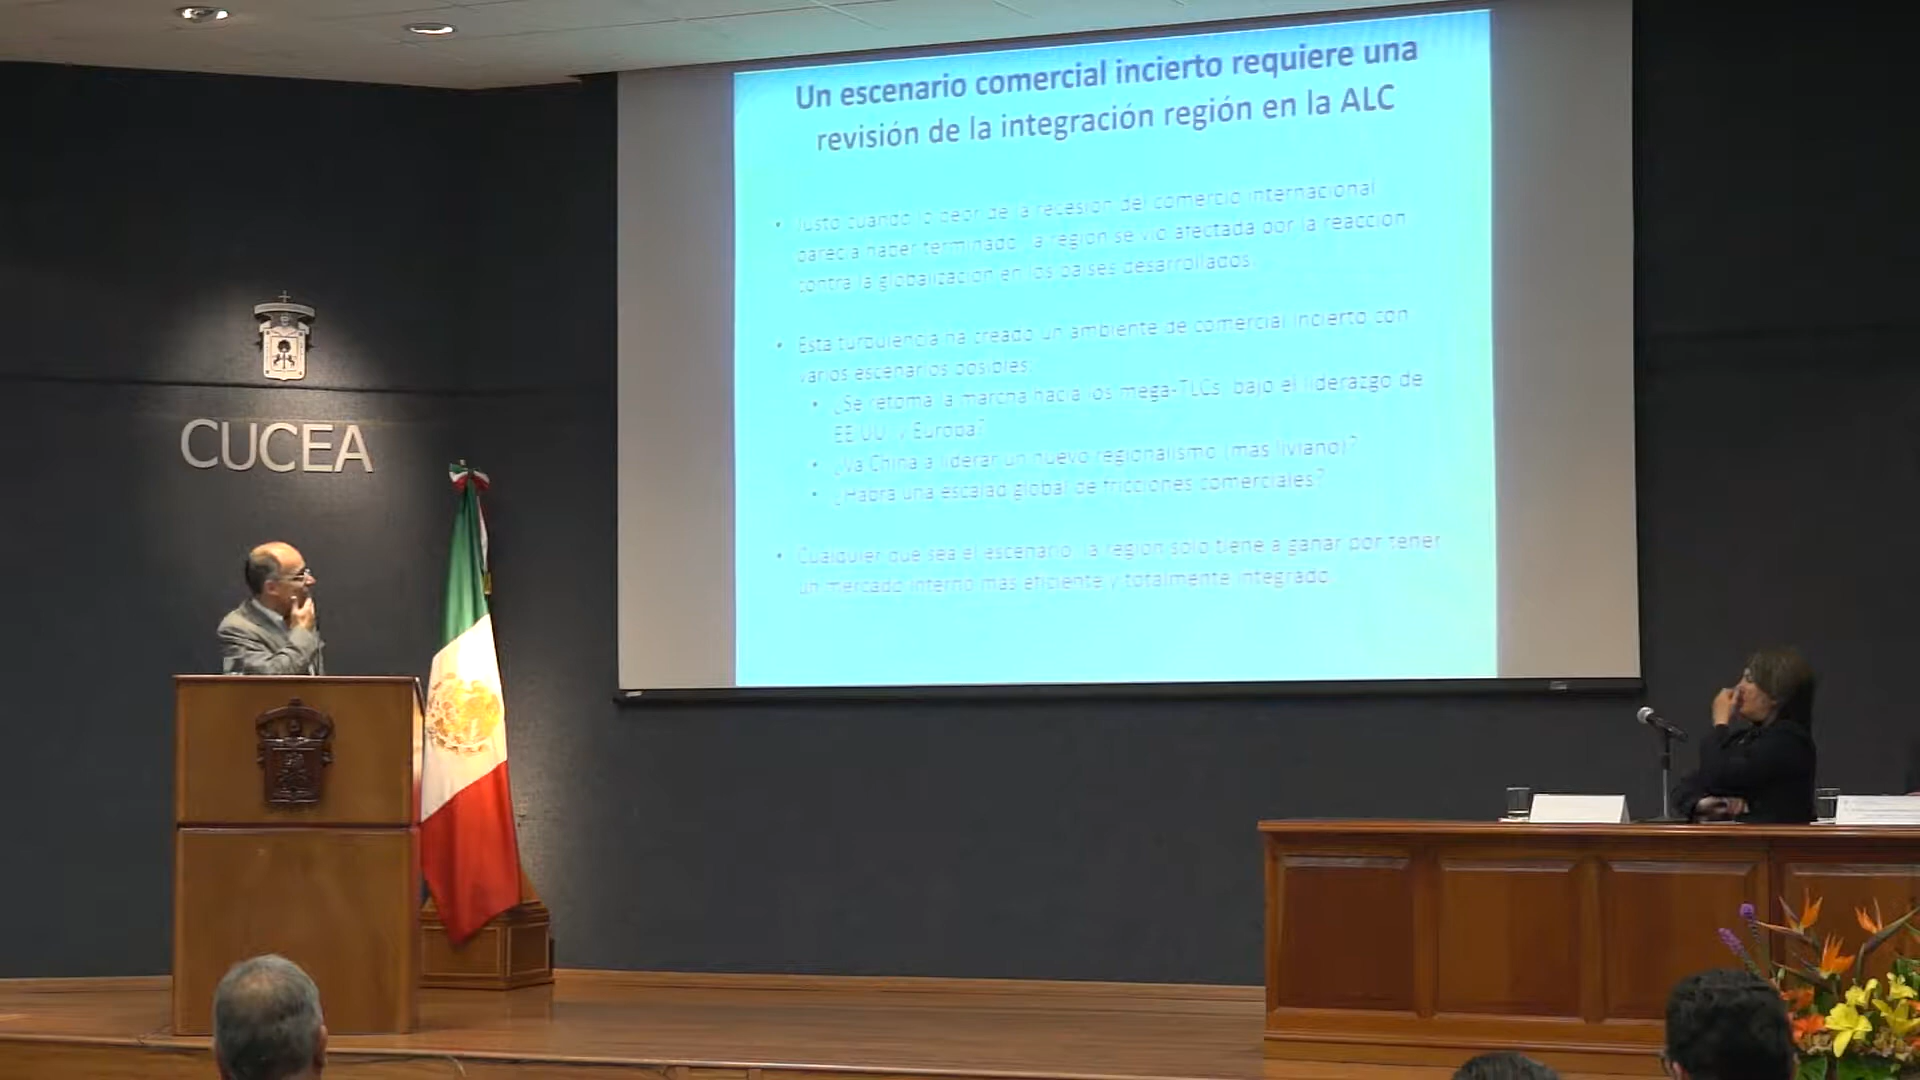 Un escenario comercial incierto requiere una
revisión de la integración región en la ALC
• Justo cuando lo peor de la recesión del comercio internacional
parecía haber terminado, la región se vio afectada por la reacción
contra la globalización en los países desarrollados.
• Esta turbulencia ha creado un ambiente de comercial incierto con
varios escenarios posibles:
• ¿Se retoma la marcha hacia los mega-TLCs, bajo el liderazgo de
EE.UU. y Europa?
• ¿Va China a liderar un nuevo regionalismo (más liviano)?
• ¿Habrá una escalad global de fricciones comerciales?
• Cualquier que sea el escenario, la región solo tiene a ganar por tener
un mercado interno más eficiente y totalmente integrado.
CUCEA